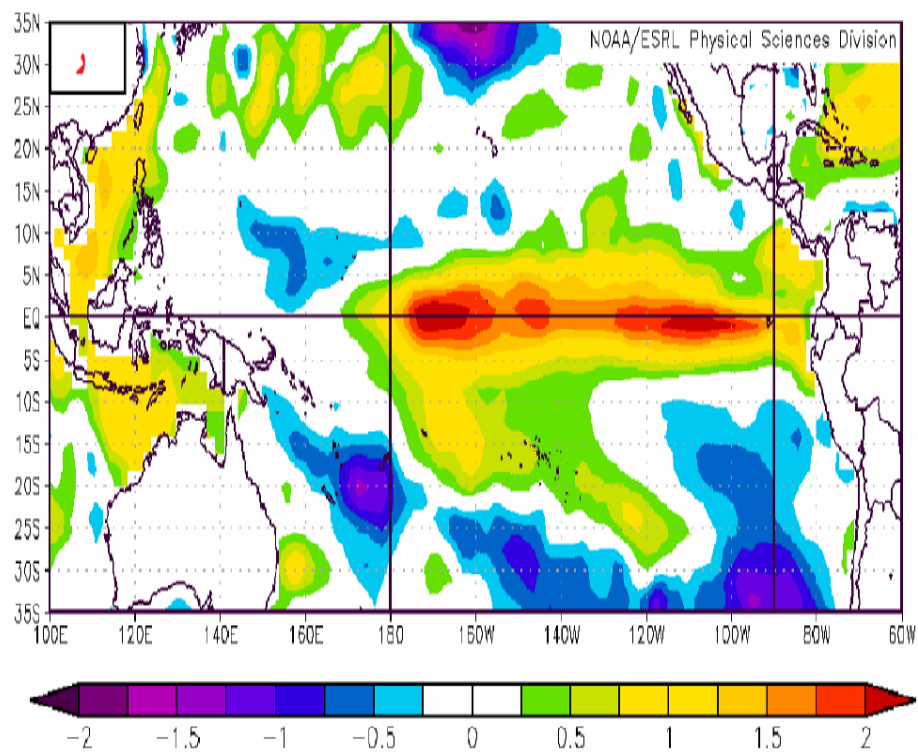 د
NOAA/ESRL Physical Sciences Division
35N
30N
25N
20N
15N
10N
5N
EQ
5S
10S
15S
20S
25S
30S
35S
100E 120E 140E 160E 180 160W 140W 120W 100W 80W 60W
-2 -1.5 -1 -0.5 0 0.5 1 1.5 2